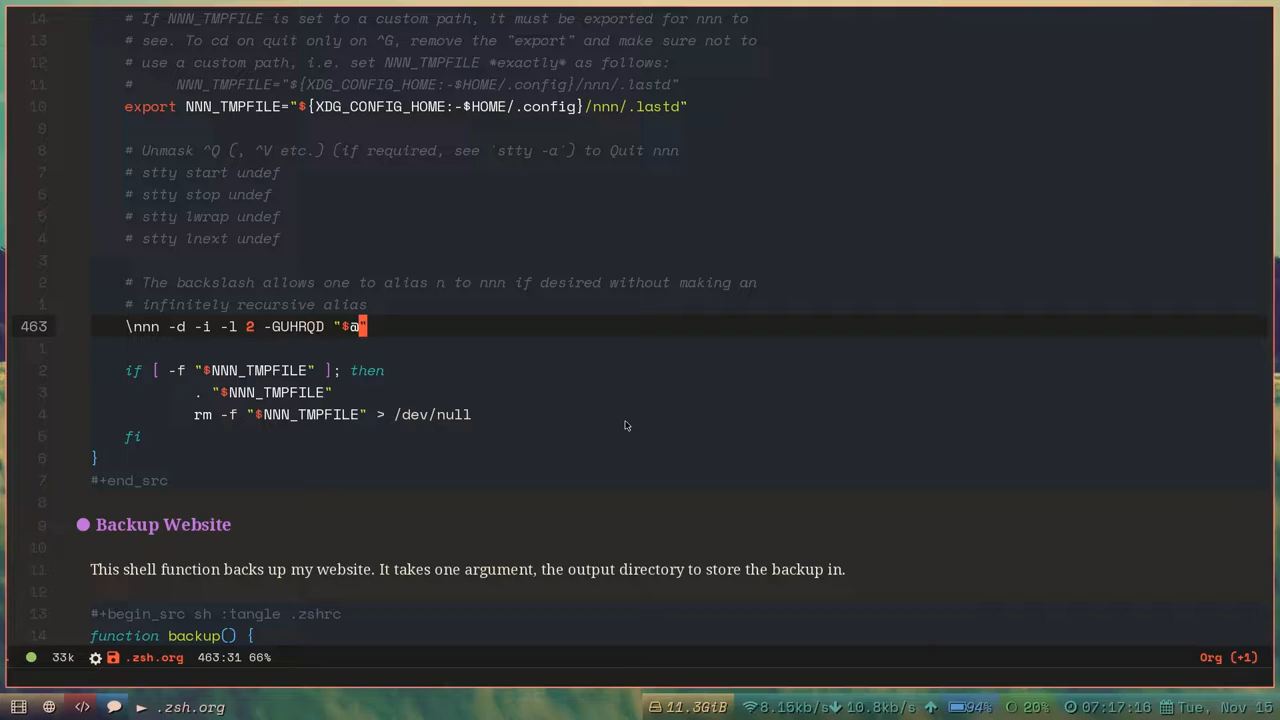 14 # If NNN_TMPFILE is set to a custom path, it must be exported for nnn to
13 # see. To cd on quit only on ^G, remove the "export" and make sure not to
12 # use a custom path, i.e. set NNN_TMPFILE *exactly* as follows:
11 #     NNN_TMPFILE="${XDG_CONFIG_HOME:-$HOME/.config}/nnn/.lastd"
10 export NNN_TMPFILE="${XDG_CONFIG_HOME:-$HOME/.config}/nnn/.lastd"
9
8 # Unmask ^Q (, ^V etc.) (if required, see `stty -a`) to Quit nnn
7 # stty start undef
6 # stty stop undef
5 # stty lwrap undef
4 # stty lnext undef
3
2 # The backslash allows one to alias n to nnn if desired without making an
1 # infinitely recursive alias
463 \nnn -d -i -l 2 -GUHRQD "$@"
1
2 if [ -f "$NNN_TMPFILE" ]; then
3 . "$NNN_TMPFILE"
4 rm -f "$NNN_TMPFILE" > /dev/null
5 fi
6 }
7 #+end_src
8
9 Backup Website
10
11 This shell function backs up my website. It takes one argument, the output directory to store the backup in.
12
13 #+begin_src sh :tangle .zshrc
14 function backup() {
33k .zsh.org 463:31 66% Org (+1)
.zsh.org 11.3GiB 8.15kb/s 10.8kb/s 94% 20% 07:17:16 Tue, Nov 15